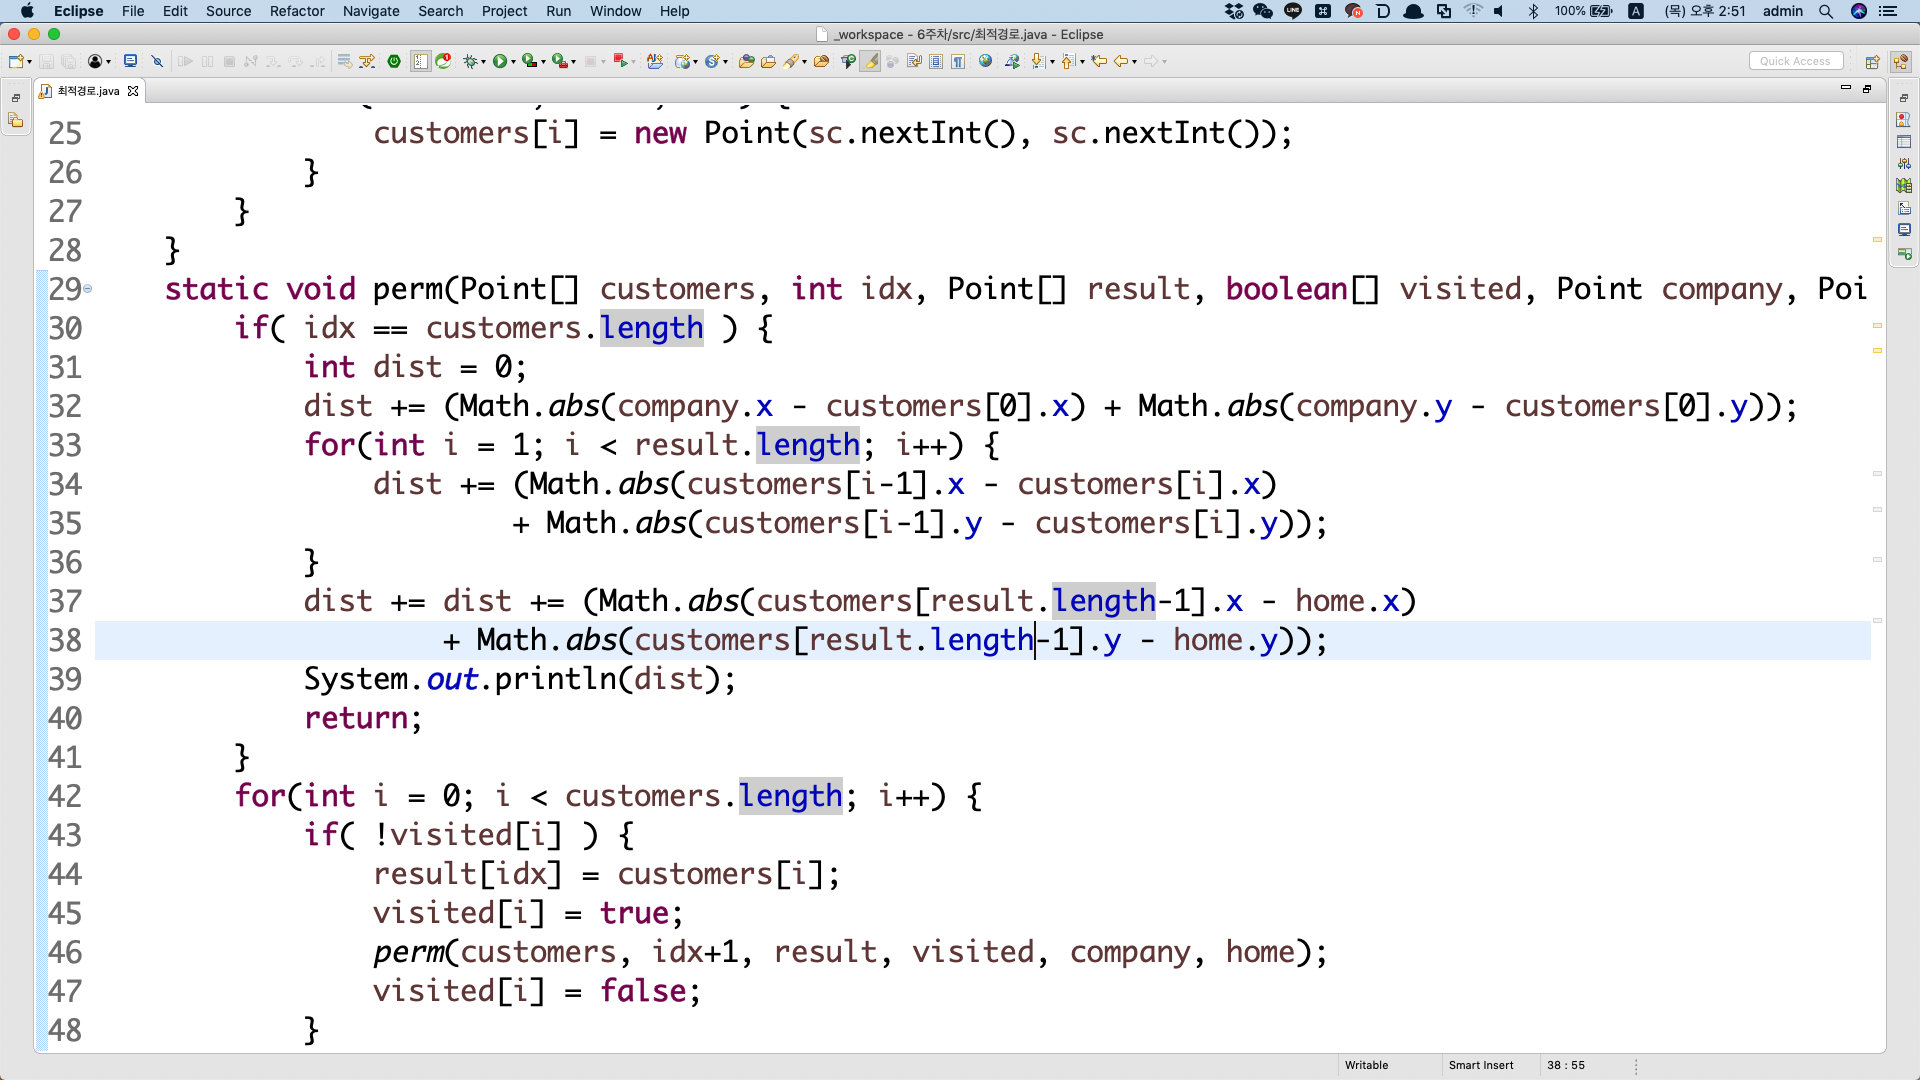 Eclipse File Edit Source Refactor Navigate Search Project Run Window Help 100% A (목) 오후 2:51 admin
_workspace - 6주차/src/최적경로.java - Eclipse
Quick Access
최적경로.java
25 customers[i] = new Point(sc.nextInt(), sc.nextInt());
26 }
27 }
28 }
29 static void perm(Point[] customers, int idx, Point[] result, boolean[] visited, Point company, Poi
30 if( idx == customers.length ) {
31 int dist = 0;
32 dist += (Math.abs(company.x - customers[0].x) + Math.abs(company.y - customers[0].y));
33 for(int i = 1; i < result.length; i++) {
34 dist += (Math.abs(customers[i-1].x - customers[i].x)
35 + Math.abs(customers[i-1].y - customers[i].y));
36 }
37 dist += dist += (Math.abs(customers[result.length-1].x - home.x)
38 + Math.abs(customers[result.length-1].y - home.y));
39 System.out.println(dist);
40 return;
41 }
42 for(int i = 0; i < customers.length; i++) {
43 if( !visited[i] ) {
44 result[idx] = customers[i];
45 visited[i] = true;
46 perm(customers, idx+1, result, visited, company, home);
47 visited[i] = false;
48 }
Writable Smart Insert 38 : 55